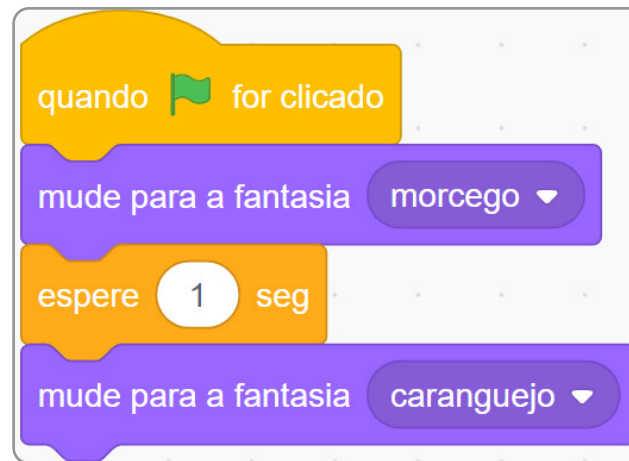 quando for clicado
mude para a fantasia morcego
espere 1 seg
mude para a fantasia caranguejo